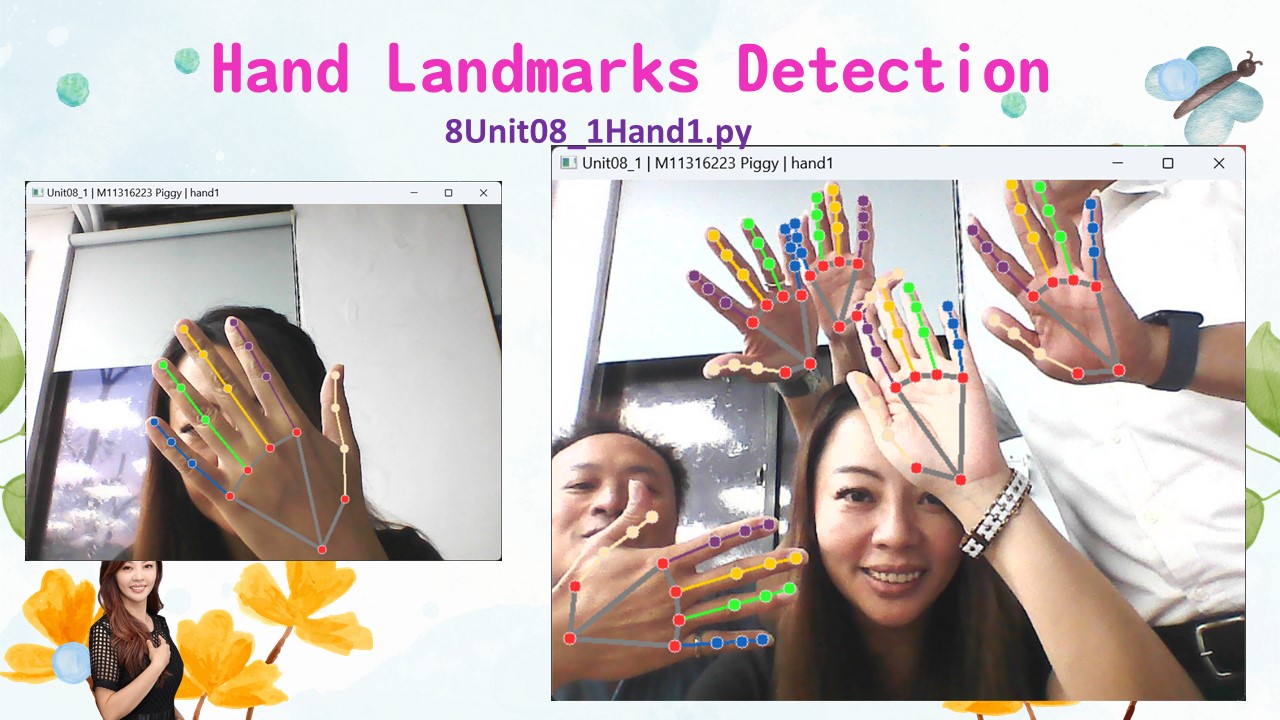 Hand Landmarks Detection
8Unit08_1Hand1.py
Unit08_1 | M11316223 Piggy | hand1
Unit08_1 | M11316223 Piggy | hand1